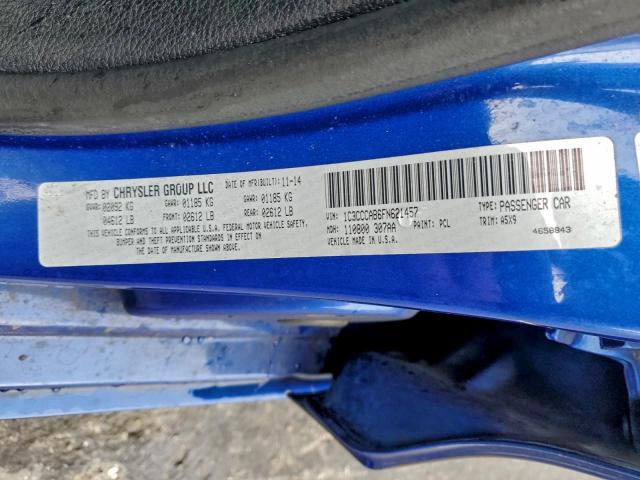 MFD BY CHRYSLER GROUP LLC DATE OF MFR(BUILT): 11-14
GVWR: 02092 KG GAWR: 01185 KG GAWR: 01185 KG
04612 LB FRONT: 02612 LB REAR: 02612 LB
THIS VEHICLE CONFORMS TO ALL FEDERAL MOTOR VEHICLE SAFETY,
BUMPER AND THEFT PREVENTION STANDARDS IN EFFECT ON
THE DATE OF MANUFACTURE SHOWN ABOVE.
VIN: 1C3CCCAB6FN621457 TYPE: PASSENGER CAR
MDH: 110800 307AA PAINT: PCL TRIM: A5X9
VEHICLE MADE IN U.S.A. 4658843